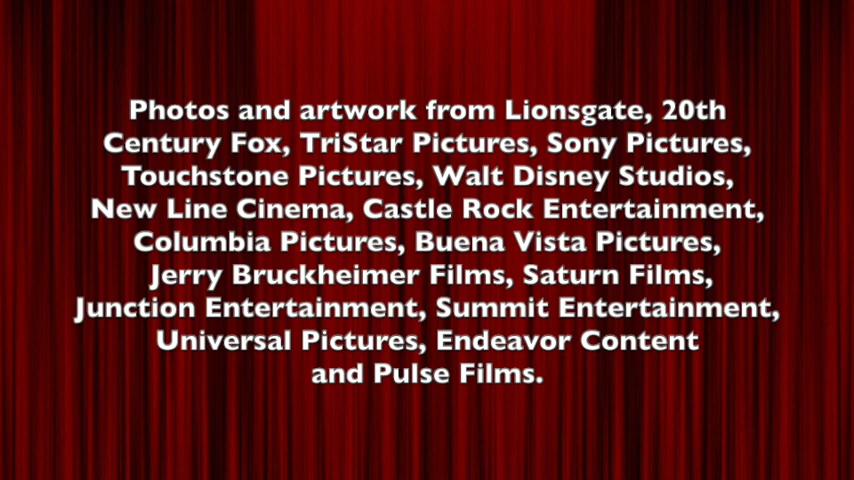 Photos and artwork from Lionsgate, 20th
Century Fox, TriStar Pictures, Sony Pictures,
Touchstone Pictures, Walt Disney Studios,
New Line Cinema, Castle Rock Entertainment,
Columbia Pictures, Buena Vista Pictures,
Jerry Bruckheimer Films, Saturn Films,
Junction Entertainment, Summit Entertainment,
Universal Pictures, Endeavor Content
and Pulse Films.